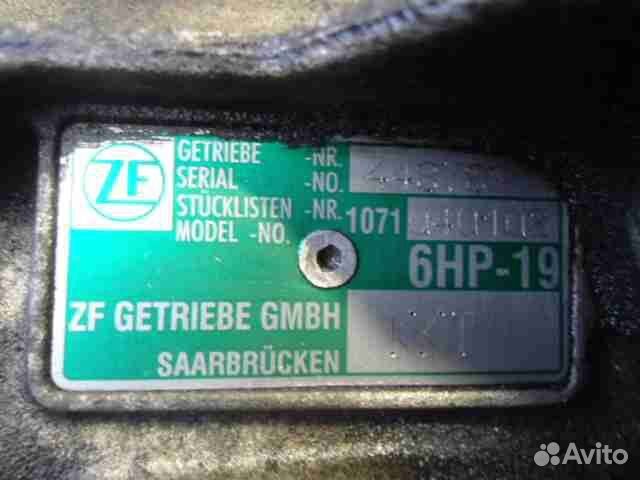 ZF
GETRIEBE -NR.
SERIAL -NO.
STÜCKLISTEN -NR. 1071
MODEL -NO.
6HP-19
ZF GETRIEBE GMBH
SAARBRÜCKEN
Avito